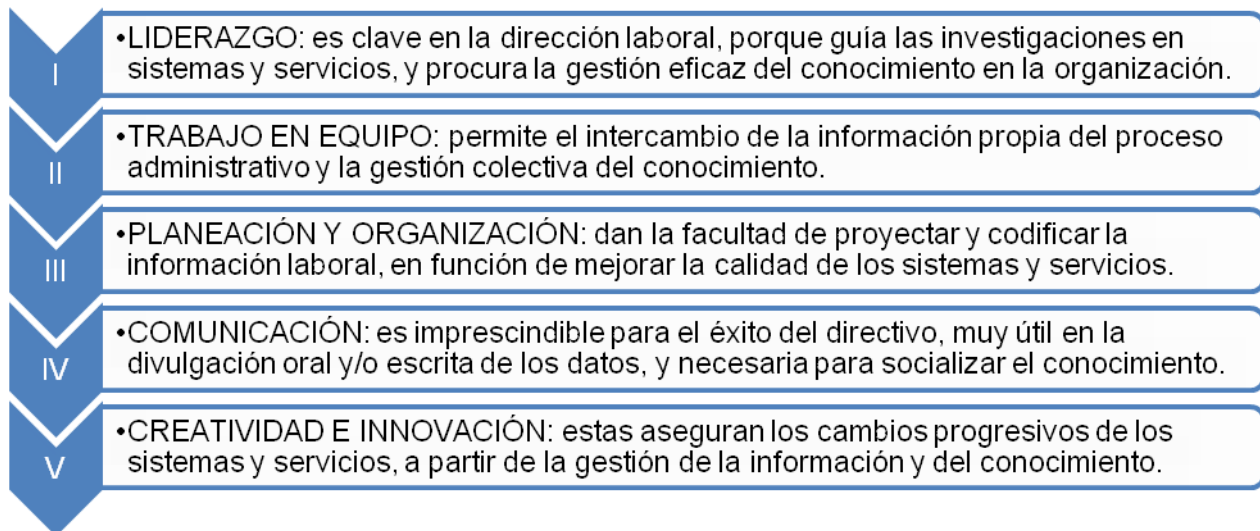 I
•LIDERAZGO: es clave en la dirección laboral, porque guía las investigaciones en
sistemas y servicios, y procura la gestión eficaz del conocimiento en la organización.
II
•TRABAJO EN EQUIPO: permite el intercambio de la información propia del proceso
administrativo y la gestión colectiva del conocimiento.
III
•PLANEACIÓN Y ORGANIZACIÓN: dan la facultad de proyectar y codificar la
información laboral, en función de mejorar la calidad de los sistemas y servicios.
IV
•COMUNICACIÓN: es imprescindible para el éxito del directivo, muy útil en la
divulgación oral y/o escrita de los datos, y necesaria para socializar el conocimiento.
V
•CREATIVIDAD E INNOVACIÓN: estas aseguran los cambios progresivos de los
sistemas y servicios, a partir de la gestión de la información y del conocimiento.